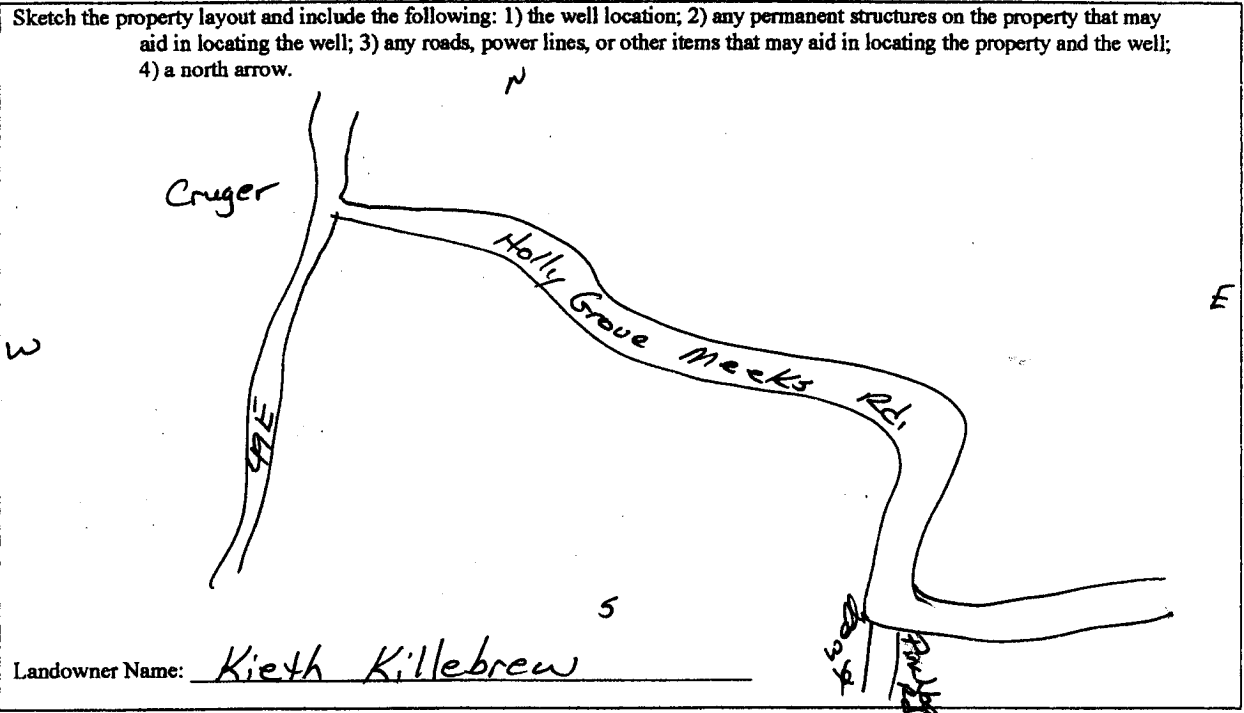 Sketch the property layout and include the following: 1) the well location; 2) any permanent structures on the property that may
aid in locating the well; 3) any roads, power lines, or other items that may aid in locating the property and the well;
4) a north arrow.
N
Cruger
Holly Grove Meeks Rd.
E
W
49E
S
Landowner Name: Kieth Killebrew